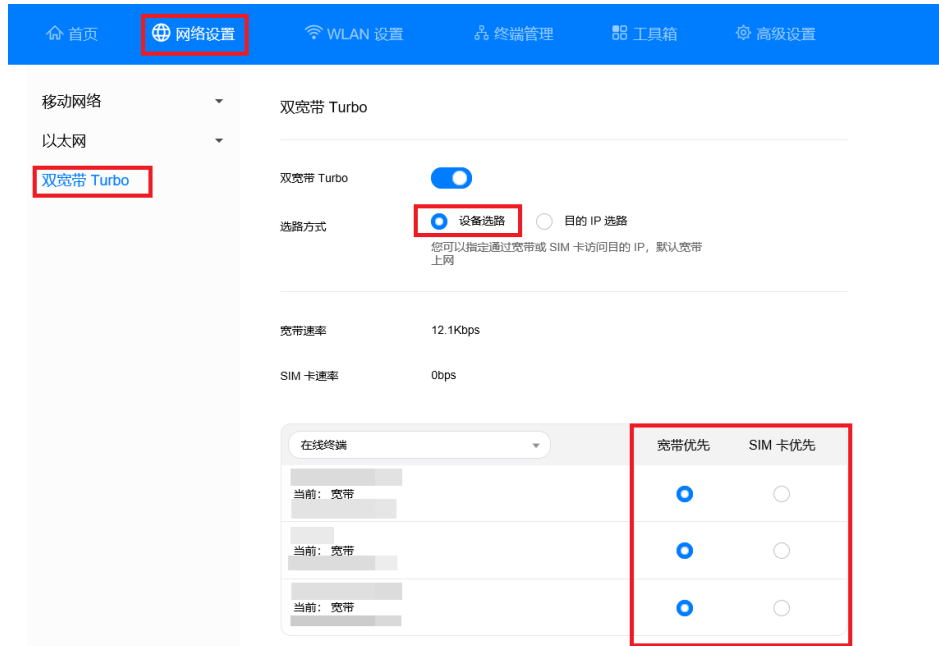 首页 网络设置 WLAN 设置 终端管理 工具箱 高级设置
移动网络
以太网
双宽带 Turbo
双宽带 Turbo
双宽带 Turbo
选路方式 设备选路 目的 IP 选路
您可以指定通过宽带或 SIM 卡访问目的 IP，默认宽带
上网
宽带速率 12.1Kbps
SIM 卡速率 0bps
在线终端 宽带优先 SIM 卡优先
当前：宽带
当前：宽带
当前：宽带